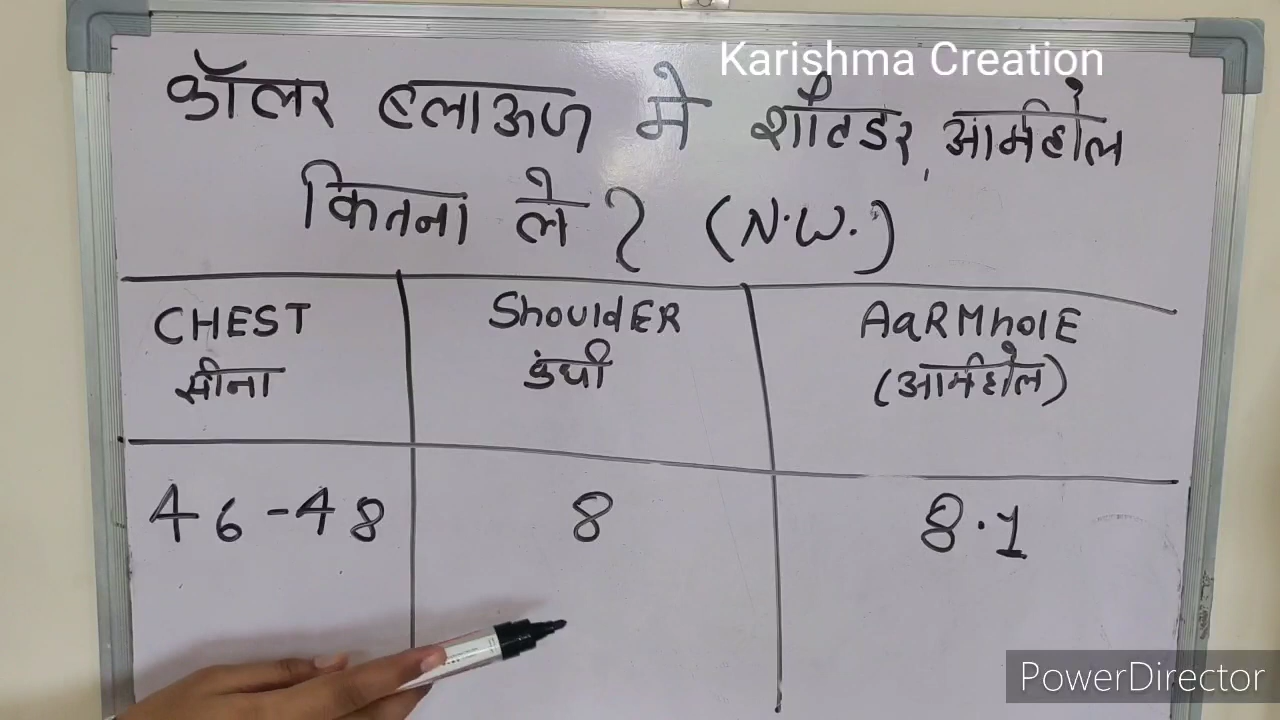 Karishma Creation
कॉलर ब्लाऊज मे शोल्डर, आर्महोल
कितना ले ? (N.W.)
CHEST ShouldER AaRMholE
सीना कंधा (आर्महोल)
46-48 8 8.1
PowerDirector